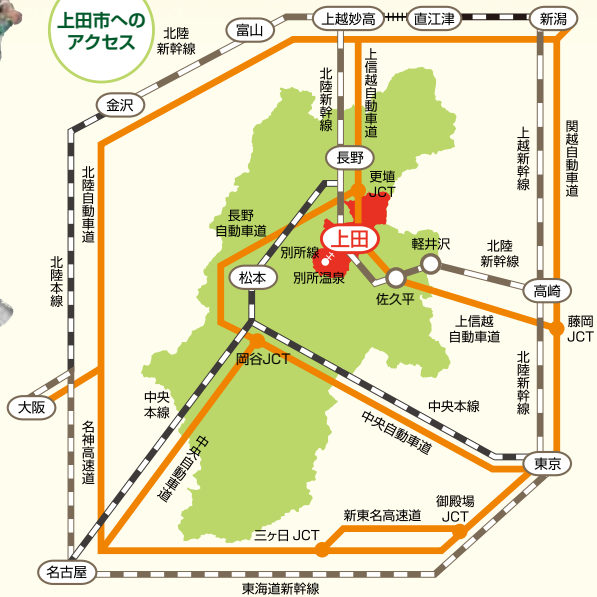 上田市への
アクセス
北陸
新幹線
富山
上越妙高
直江津
新潟
金沢
北陸新幹線
上信越自動車道
上越新幹線
関越自動車道
長野
更埴
JCT
北陸自動車道
長野
自動車道
上田
別所線
別所温泉
軽井沢
北陸
新幹線
佐久平
北陸本線
松本
高崎
上信越
自動車道
藤岡
JCT
岡谷JCT
北陸新幹線
大阪
中央
本線
中央本線
中央自動車道
名神高速道
中央自動車道
東京
御殿場
JCT
新東名高速道
三ヶ日 JCT
名古屋
東海道新幹線